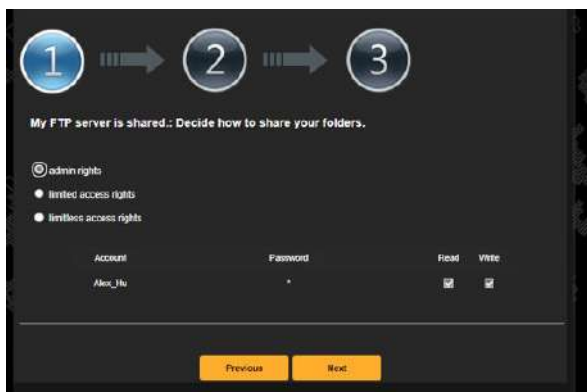 1 2 3
My FTP server is shared.: Decide how to share your folders.
admin rights
limited access rights
limitless access rights
Account Password Read Write
Alex_Hu *
Previous Next